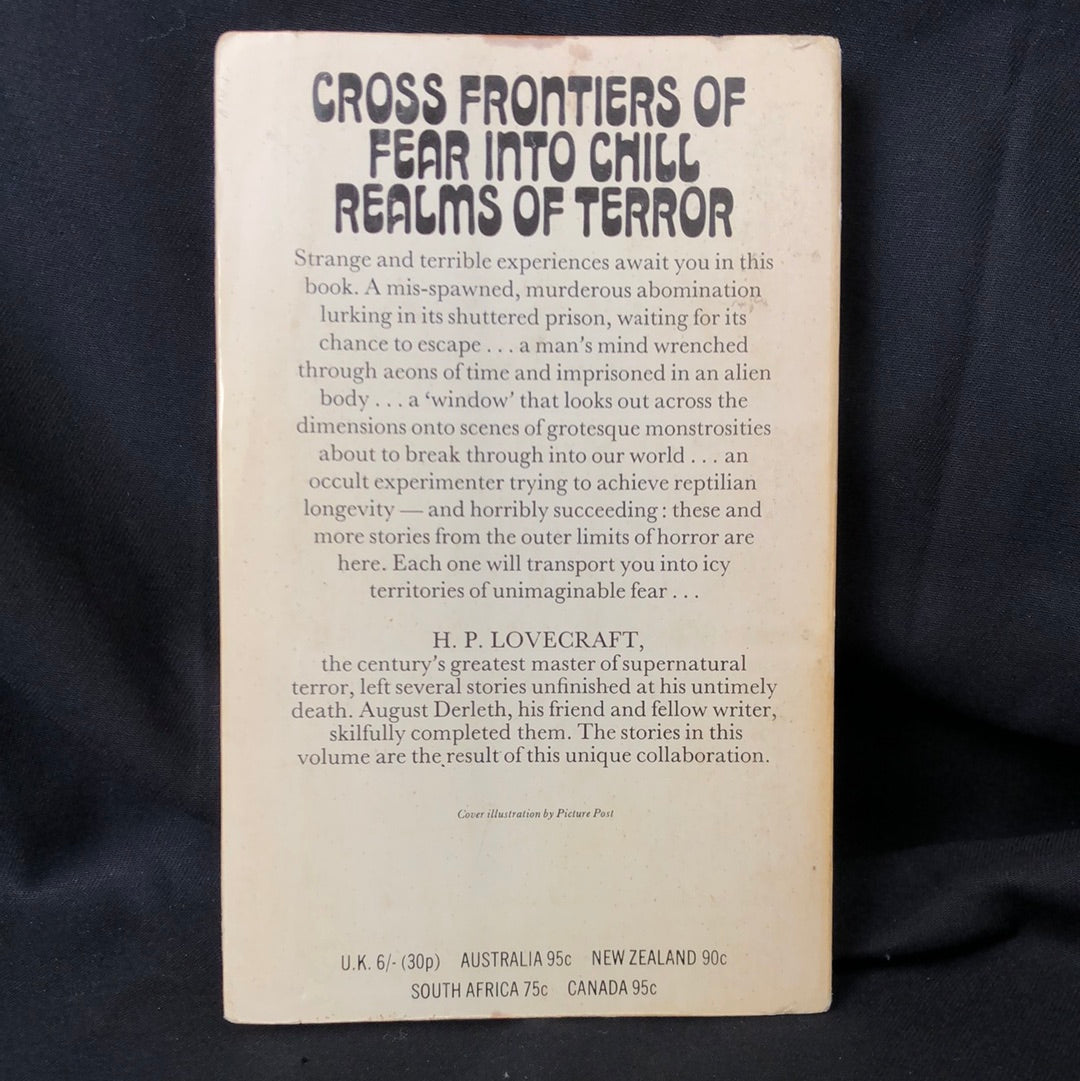 CROSS FRONTIERS OF
FEAR INTO CHILL
REALMS OF TERROR
Strange and terrible experiences await you in this
book. A mis-spawned, murderous abomination
lurking in its shuttered prison, waiting for its
chance to escape . . . a man’s mind wrenched
through aeons of time and imprisoned in an alien
body . . . a ‘window’ that looks out across the
dimensions onto scenes of grotesque monstrosities
about to break through into our world . . . an
occult experimenter trying to achieve reptilian
longevity — and horribly succeeding : these and
more stories from the outer limits of horror are
here. Each one will transport you into icy
territories of unimaginable fear . . .
H. P. LOVECRAFT,
the century’s greatest master of supernatural
terror, left several stories unfinished at his untimely
death. August Derleth, his friend and fellow writer,
skilfully completed them. The stories in this
volume are the result of this unique collaboration.
Cover illustration by Picture Post
U.K. 6/- (30p) AUSTRALIA 95c NEW ZEALAND 90c
SOUTH AFRICA 75c CANADA 95c